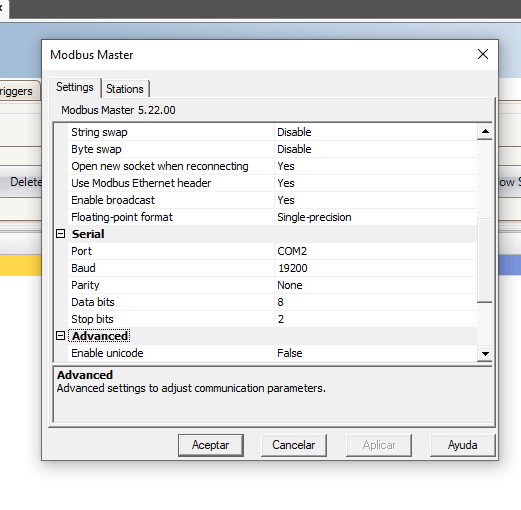 Modbus Master
Settings
Stations
Modbus Master 5.22.00
String swap Disable
Byte swap Disable
Open new socket when reconnecting Yes
Use Modbus Ethernet header Yes
Enable broadcast Yes
Floating-point format Single-precision
Serial
Port COM2
Baud 19200
Parity None
Data bits 8
Stop bits 2
Advanced
Enable unicode False
Advanced
Advanced settings to adjust communication parameters.
Aceptar Cancelar Aplicar Ayuda
riggers
Delete
ow S